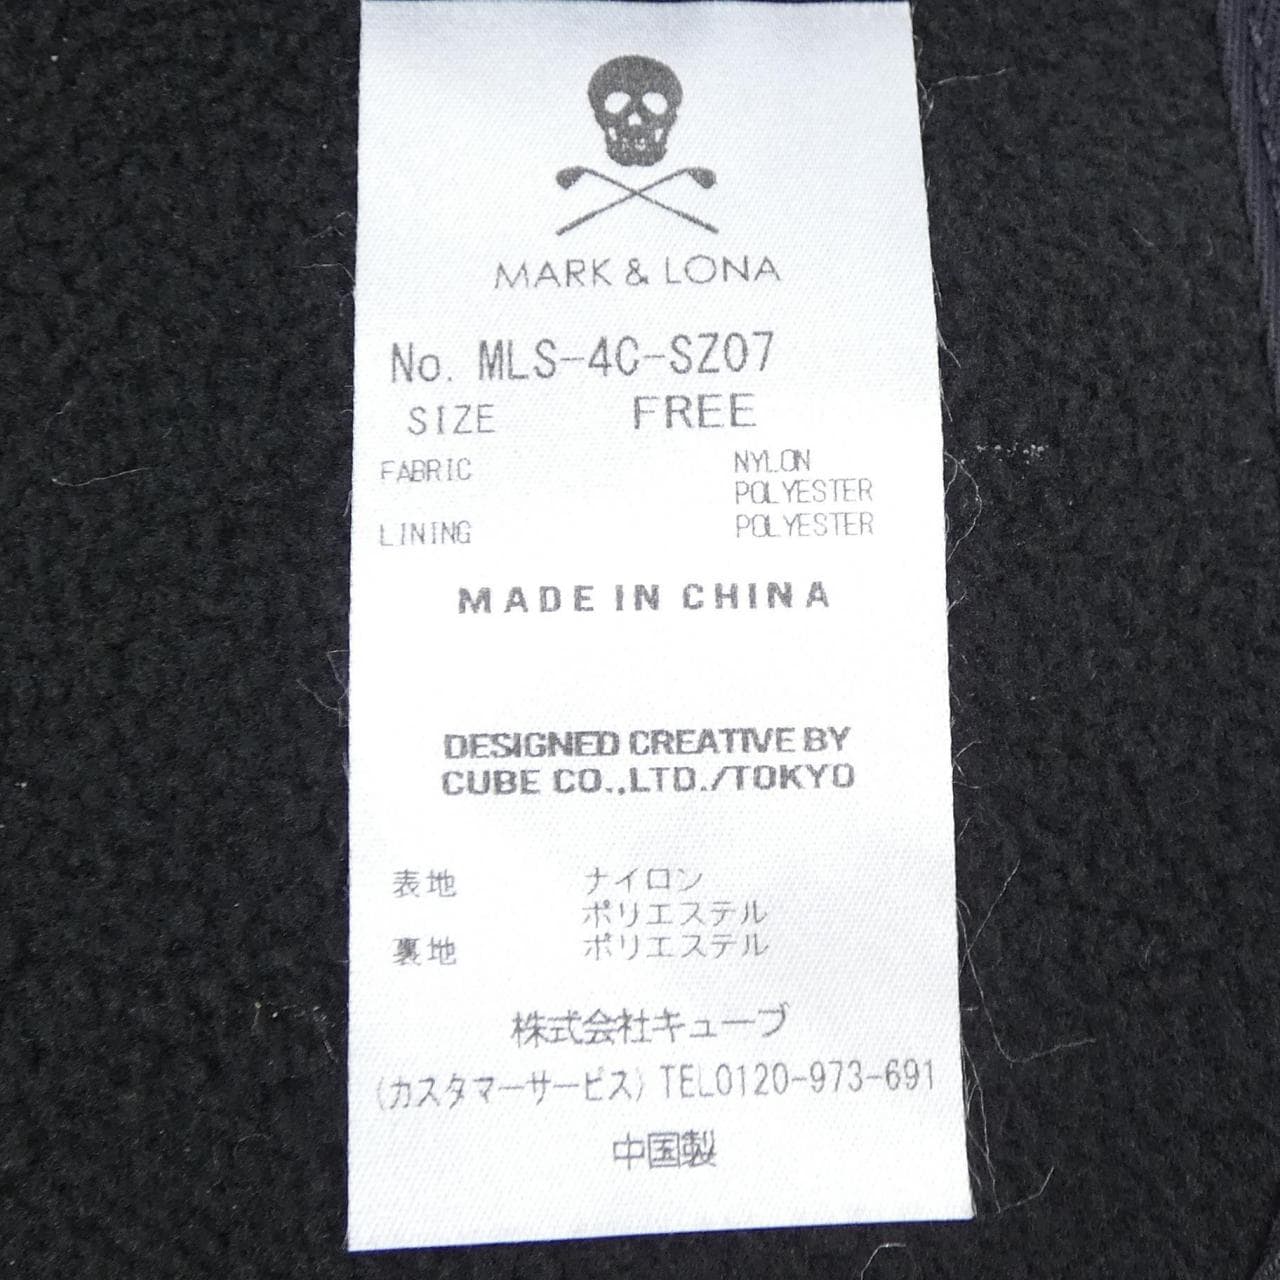 MARK & LONA
No. MLS-4C-SZ07
SIZE FREE
FABRIC NYLON
POLYESTER
LINING POLYESTER
MADE IN CHINA
DESIGNED CREATIVE BY
CUBE CO.,LTD./TOKYO
表地 ナイロン
ポリエステル
裏地 ポリエステル
株式会社キューブ
(カスタマーサービス) TEL0120-973-691
中国製